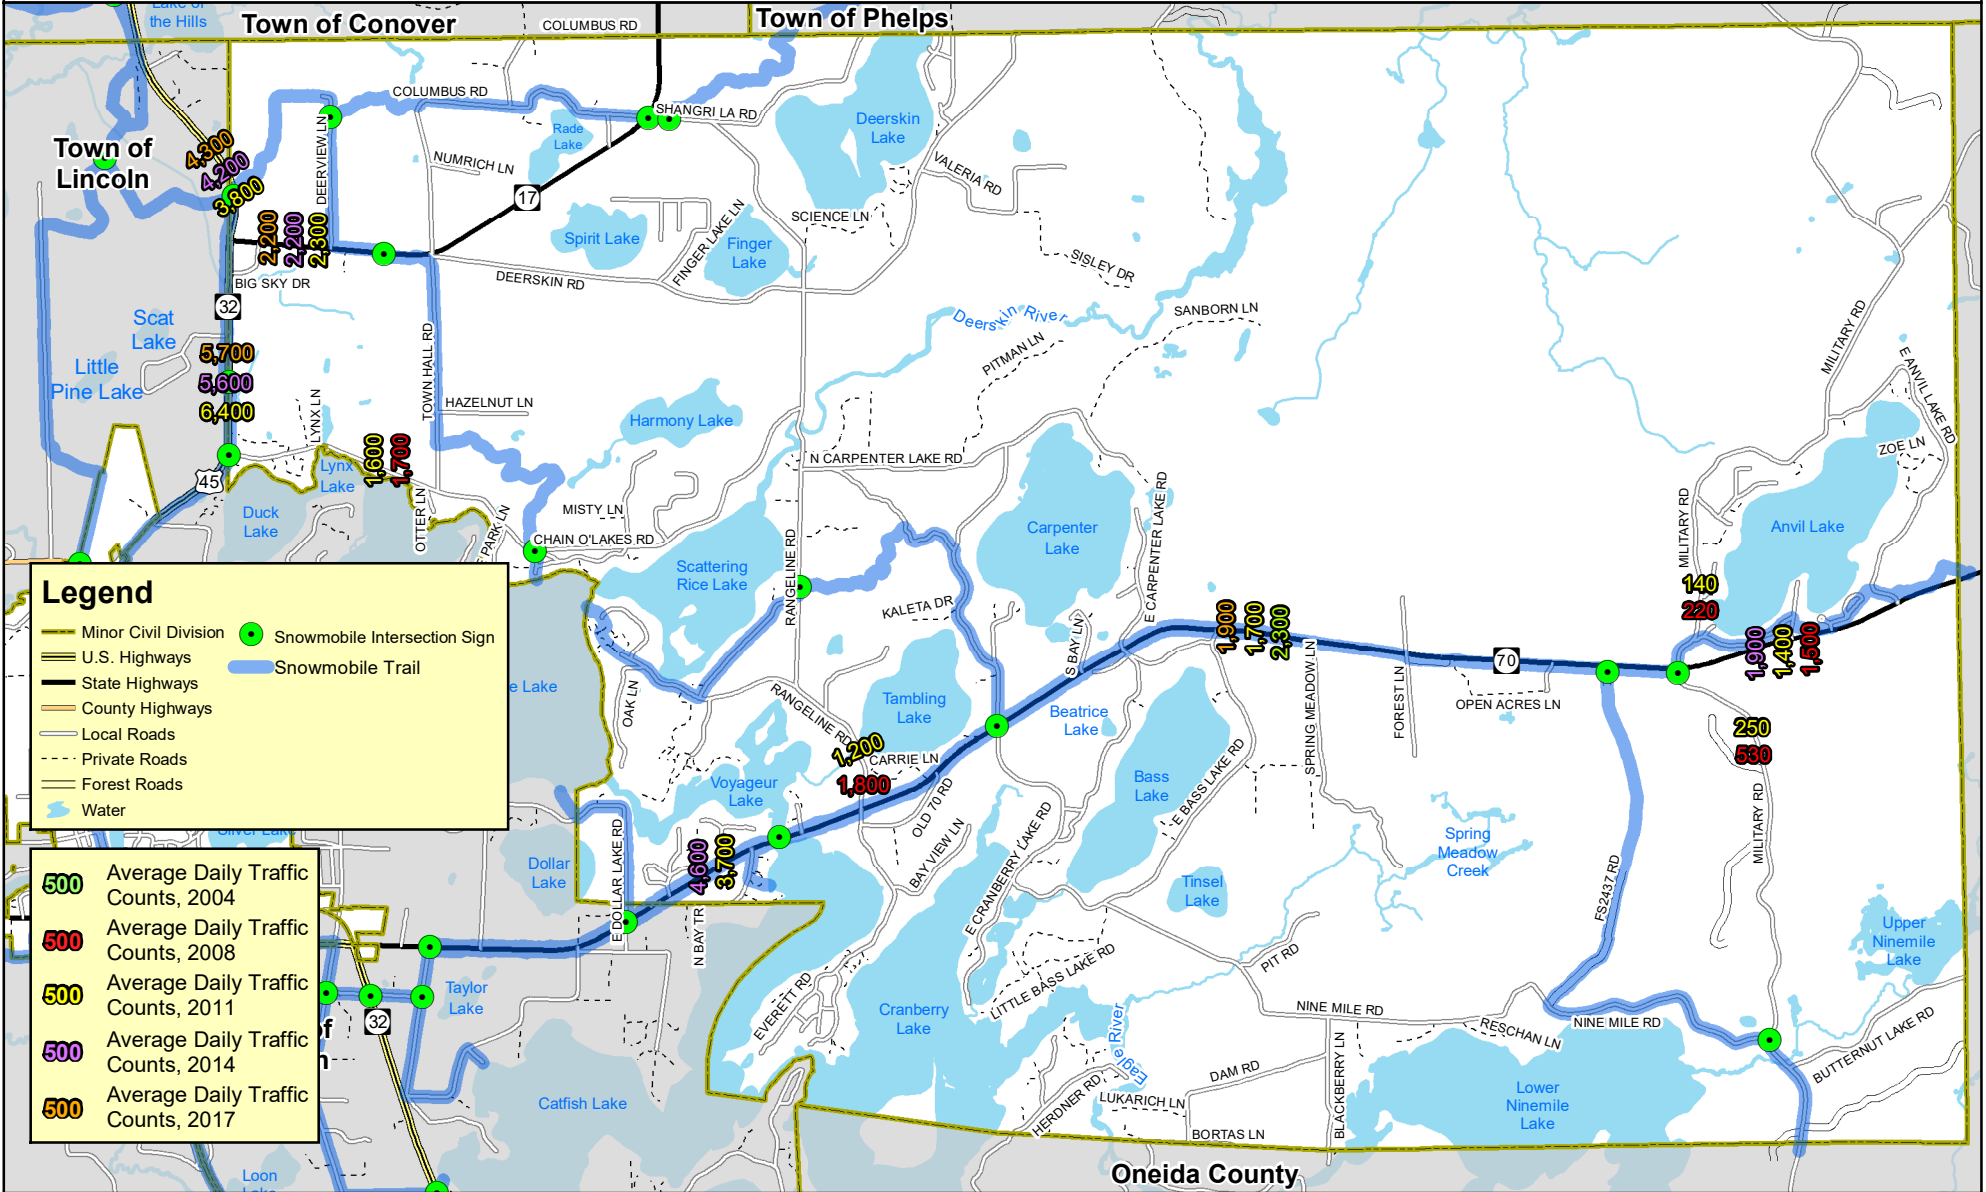 Lake of
the Hills
Town of Conover
COLUMBUS RD
Town of Phelps
COLUMBUS RD
SHANGRI LA RD
Rade
Lake
Deerskin
Lake
Town of
Lincoln
4,300
4,200
3,800
DEERVIEW LN
NUMRICH LN
17
VALERIA RD
2,200
2,200
2,300
Spirit Lake
FINGER LAKE LN
Finger
Lake
SCIENCE LN
SISLEY DR
BIG SKY DR
DEERSKIN RD
32
Scat
Lake
Little
Pine Lake
5,700
5,600
6,400
TOWN HALL RD
Deerskin River
SANBORN LN
PITMAN LN
MILITARY RD
E ANVIL LAKE RD
HAZELNUT LN
LYNX LN
Harmony Lake
1,600
1,700
Lynx
Lake
N CARPENTER LAKE RD
ZOE LN
45
Duck
Lake
OTTER LN
PARK LN
MISTY LN
CHAIN O'LAKES RD
Scattering
Rice Lake
RANGELINE RD
Carpenter
Lake
E CARPENTER LAKE RD
MILITARY RD
Anvil Lake
140
220
KALETA DR
S BAY LN
1,900
1,700
2,300
SPRING MEADOW LN
FOREST LN
70
OPEN ACRES LN
1,900
1,400
1,500
250
530
e Lake
OAK LN
RANGELINE RD
Tambling
Lake
Beatrice
Lake
1,200
CARRIE LN
1,800
Voyageur
Lake
OLD 70 RD
Bass
Lake
E BASS LAKE RD
MILITARY RD
Spring
Meadow
Creek
Silver Lake
Dollar
Lake
E DOLLAR LAKE RD
4,600
3,700
BAY VIEW LN
E CRANBERRY LAKE RD
Tinsel
Lake
FS2437 RD
N BAY TR
Upper
Ninemile
Lake
PIT RD
LITTLE BASS LAKE RD
EVERETT RD
Taylor
Lake
32
Cranberry
Lake
NINE MILE RD
RESCHAN LN
NINE MILE RD
BUTTERNUT LAKE RD
Eagle River
DAM RD
BLACKBERRY LN
HERDNER RD
LUKARICH LN
BORTAS LN
Lower
Ninemile
Lake
Catfish Lake
Loon
Lake
Oneida County
of
n
Legend
Minor Civil Division
U.S. Highways
State Highways
County Highways
Local Roads
Private Roads
Forest Roads
Water
Snowmobile Intersection Sign
Snowmobile Trail
500 Average Daily Traffic
Counts, 2004
500 Average Daily Traffic
Counts, 2008
500 Average Daily Traffic
Counts, 2011
500 Average Daily Traffic
Counts, 2014
500 Average Daily Traffic
Counts, 2017